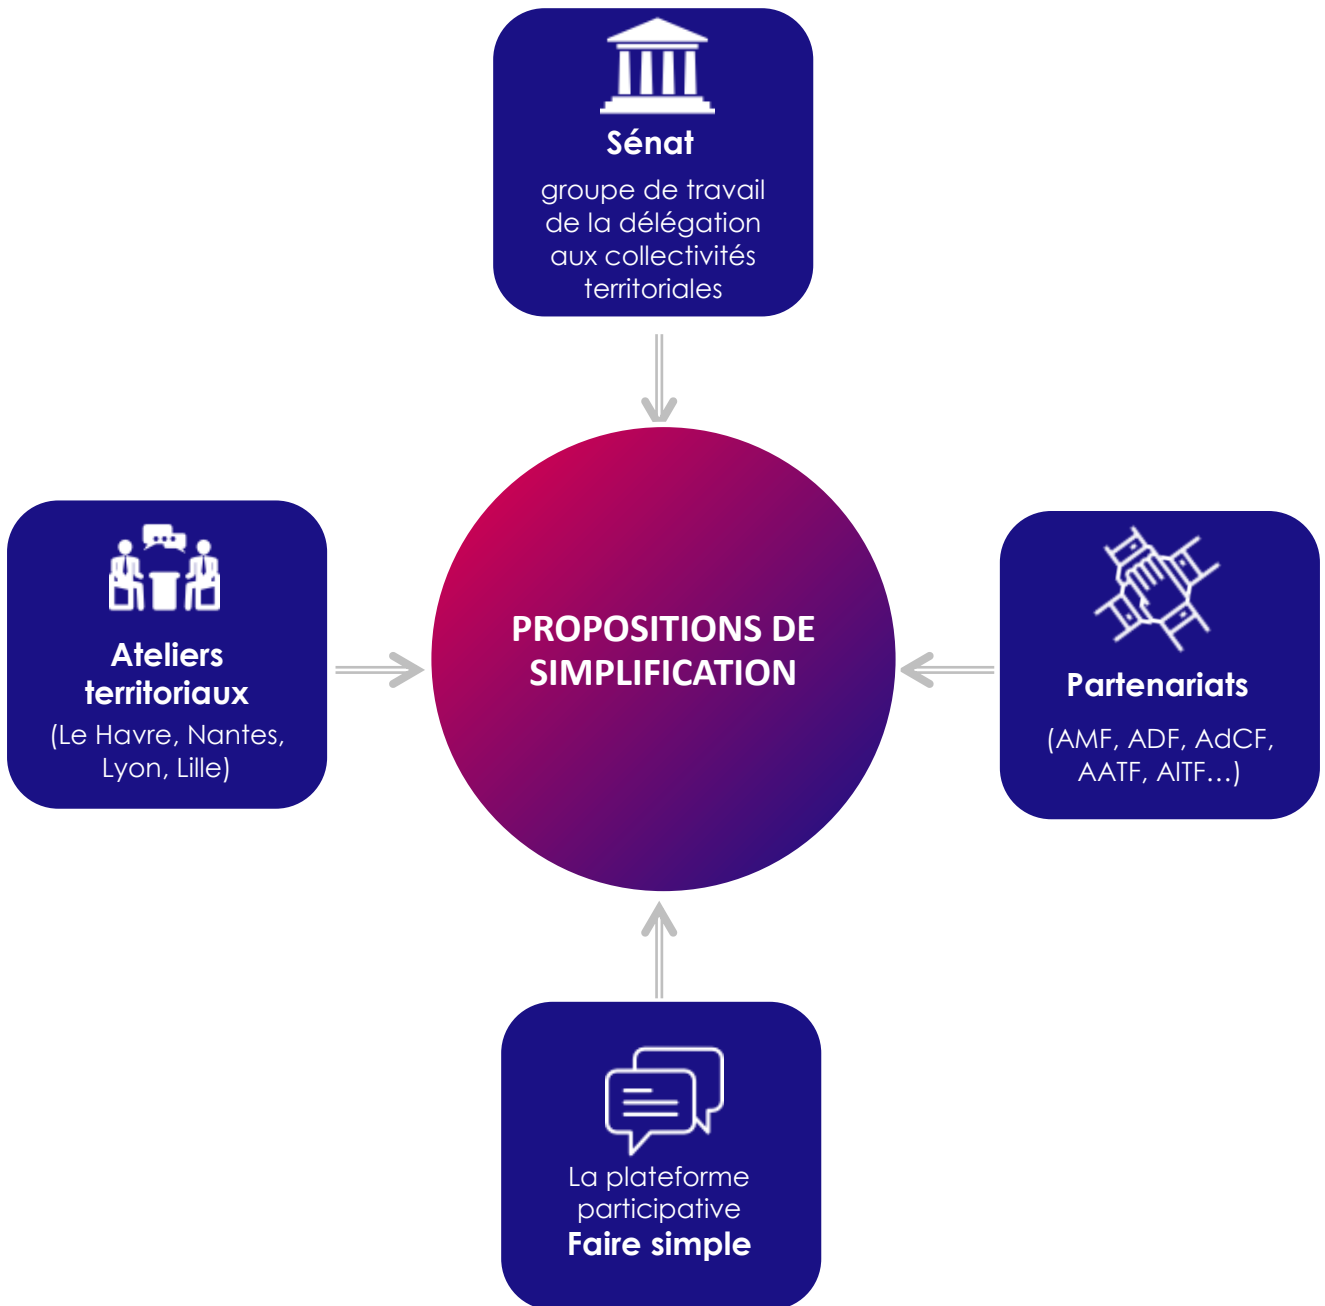 Sénat
groupe de travail
de la délégation
aux collectivités
territoriales
Ateliers
territoriaux
(Le Havre, Nantes,
Lyon, Lille)
PROPOSITIONS DE
SIMPLIFICATION
Partenariats
(AMF, ADF, AdCF,
AATF, AITF…)
La plateforme
participative
Faire simple